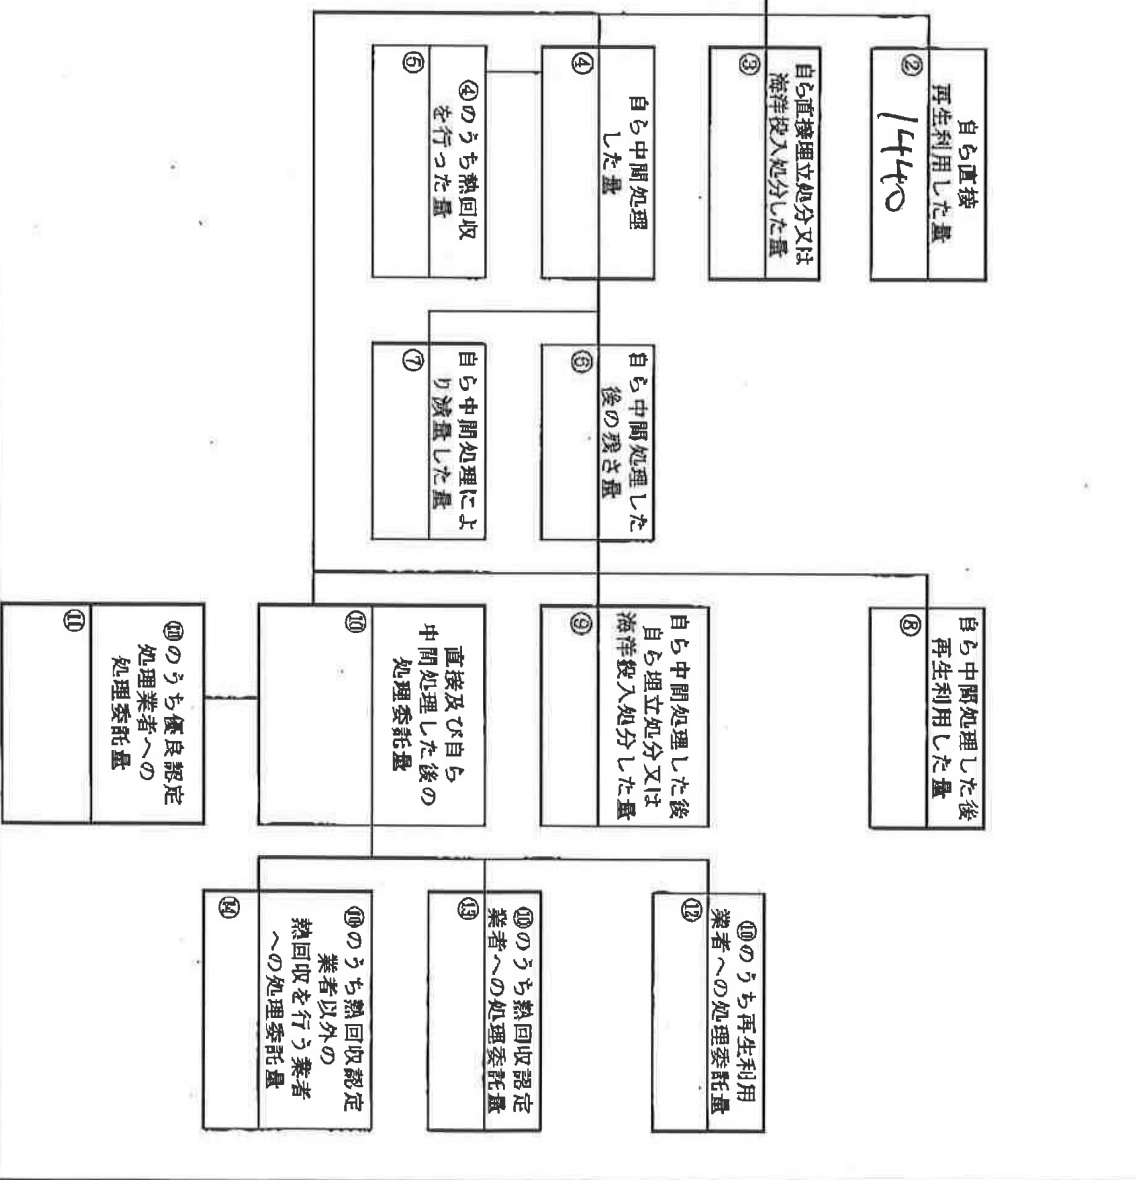 自ら直接
再生利用した量
②
1440
自ら直接埋立処分又は
海洋投入処分した量
③
自ら中間処理
した量
④
④のうち熱回収
を行った量
⑤
自ら中間処理した
後の残さ量
⑥
自ら中間処理によ
り減量した量
⑦
自ら中間処理した後
再生利用した量
⑧
自ら中間処理した後
自ら埋立処分又は
海洋投入処分した量
⑨
直接及び自ら
中間処理した後の
処理委託量
⑩
⑩のうち優良認定
処理業者への
処理委託量
⑪
⑩のうち再生利用
業者への処理委託量
⑫
⑩のうち熱回収認定
業者への処理委託量
⑬
⑩のうち熱回収認定
業者以外の
熱回収を行う業者
への処理委託量
⑭